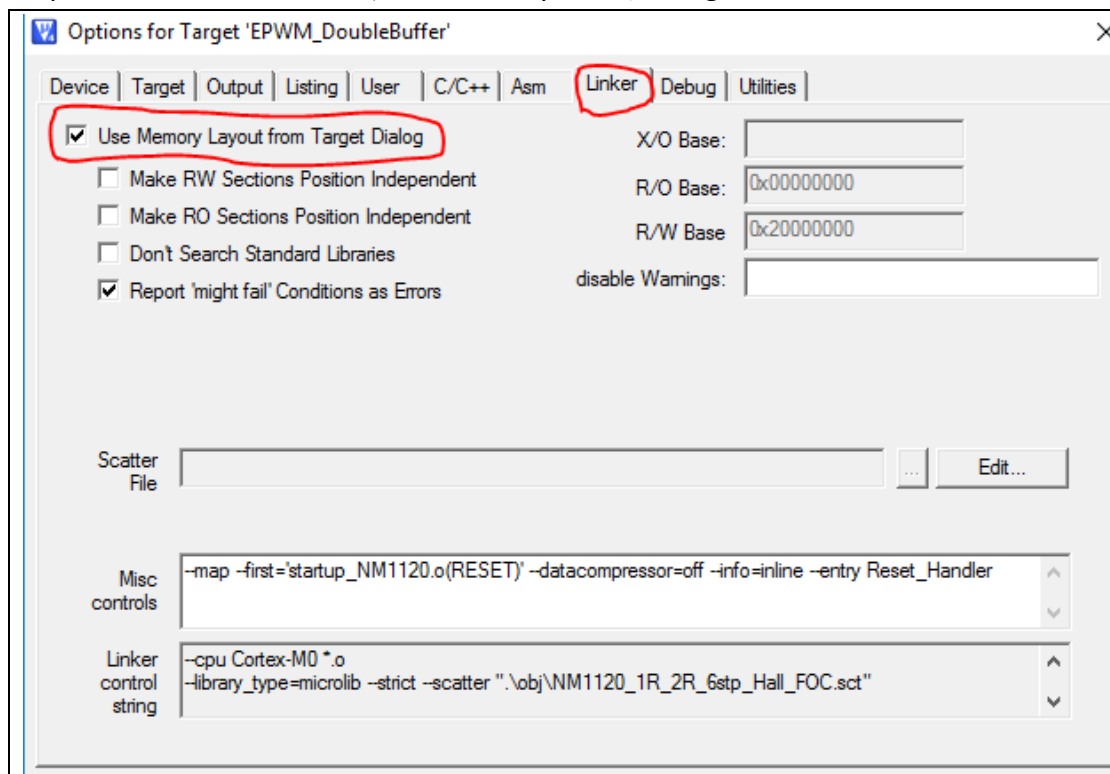 Options for Target 'EPWM_DoubleBuffer'
Device Target Output Listing User C/C++ Asm Linker Debug Utilities
Use Memory Layout from Target Dialog X/O Base:
Make RW Sections Position Independent R/O Base: 0x00000000
Make RO Sections Position Independent R/W Base 0x20000000
Don't Search Standard Libraries
Report 'might fail' Conditions as Errors disable Warnings:
Scatter File ... Edit...
Misc controls
--map --first='startup_NM1120.o(RESET)' --datacompressor=off --info=inline --entry Reset_Handler
Linker control string
--cpu Cortex-M0 *.o
--library_type=microlib --strict --scatter ".\obj\NM1120_1R_2R_6stp_Hall_FOC.sct"